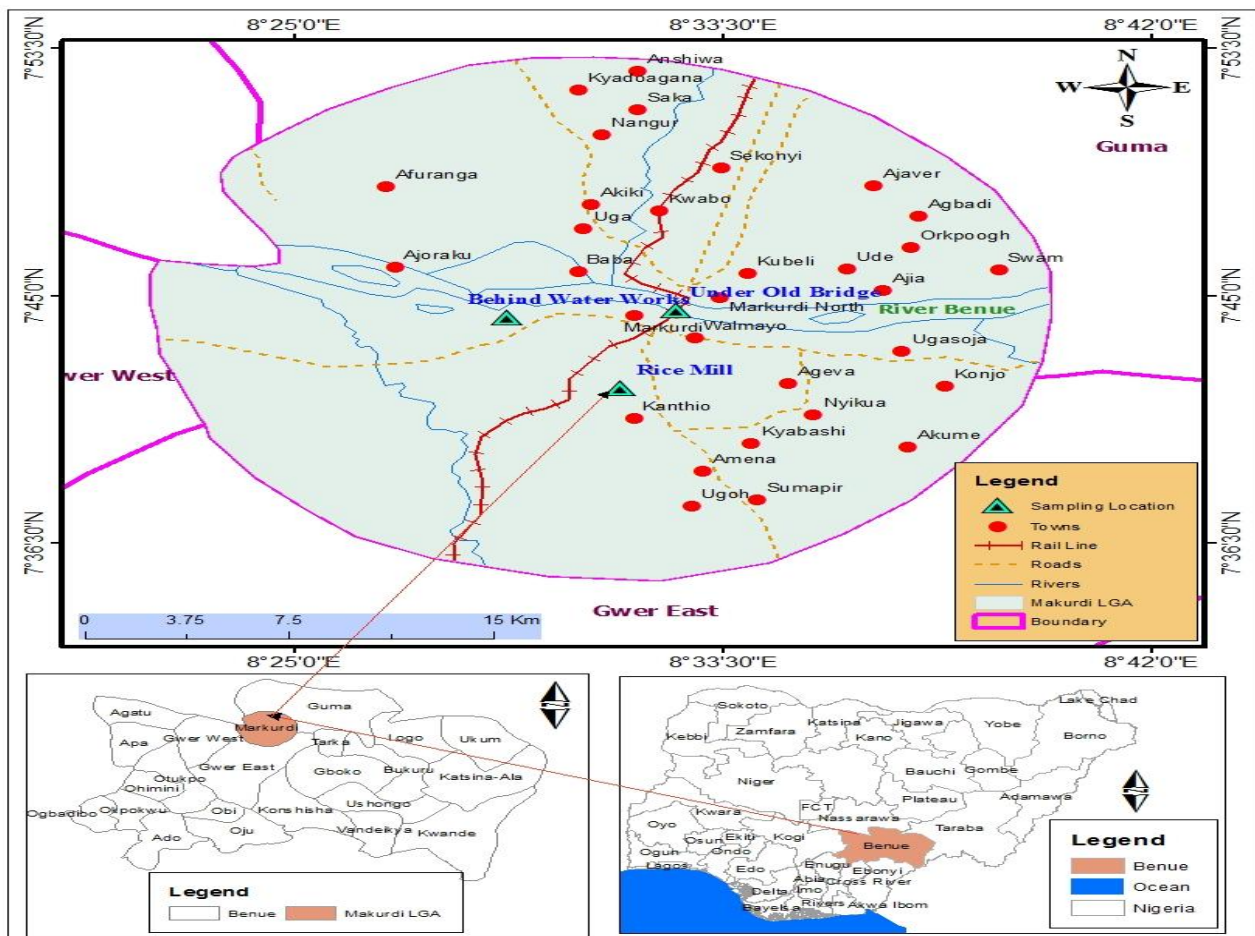 8°25'0"E 8°33'30"E 8°42'0"E
7°53'30"N 7°53'30"N
N
W E
S
Anshiwa
Kyadoagana
Saka
Nangur
Guma
Sekonyi
Afuranga
Ajaver
Akiki
Kwabo
Agbadi
Uga
Orkpoogh
Ajoraku
Baba
Kubeli
Ude
Swam
Ajia
7°45'0"N 7°45'0"N
Behind Water Works
Under Old Bridge
Markurdi North
River Benue
Markurdi
Walmayo
Ugasoja
wer West
Rice Mill
Ageva
Konjo
Kanthio
Nyikua
Kyabashi
Akume
Amena
Ugoh
Sumapir
7°36'30"N 7°36'30"N
Gwer East
0 3.75 7.5 15 Km
Legend
Sampling Location
Towns
Rail Line
Roads
Rivers
Makurdi LGA
Boundary
8°25'0"E 8°33'30"E 8°42'0"E
Guma
Agatu
Markurdi
Apa
Gwer West
Tarka
Logo
Ukum
Gwer East
Gboko
Bukuru
Katsina-Ala
Otukpo
Ohimini
Ogbadibo
Okpokwu
Obi
Konshisha
Ushongo
Ado
Oju
Vandeikya
Kwande
Legend
Benue
Makurdi LGA
Sokoto
Lake Chad
Katsina
Jigawa
Yobe
Zamfara
Kebbi
Kano
Borno
Niger
Bauchi
Gombe
Plateau
Adamawa
FCT
Nassarawa
Kwara
Oyo
Taraba
Osun
Ekiti
Kogi
Benue
Ondo
Ogun
Lagos
Edo
Enugu
Ebonyi
Abia
Cross River
Delta
Imo
Bayelsa
Rivers
Akwa Ibom
Legend
Benue
Ocean
Nigeria